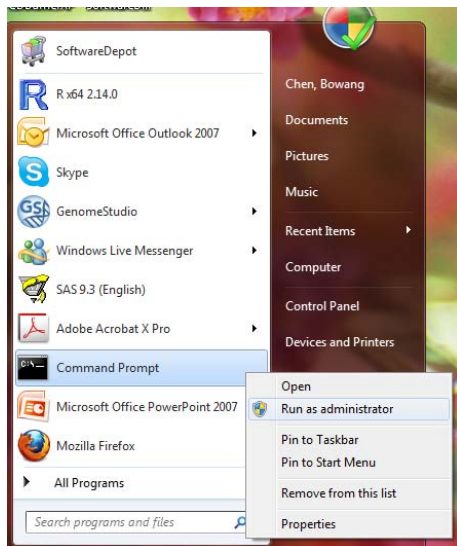 SoftwareDepot
R x64 2.14.0
Microsoft Office Outlook 2007
Skype
GenomeStudio
Windows Live Messenger
SAS 9.3 (English)
Adobe Acrobat X Pro
Command Prompt
Microsoft Office PowerPoint 2007
Mozilla Firefox
All Programs
Search programs and files
Chen, Bowang
Documents
Pictures
Music
Recent Items
Computer
Control Panel
Devices and Printers
Open
Run as administrator
Pin to Taskbar
Pin to Start Menu
Remove from this list
Properties